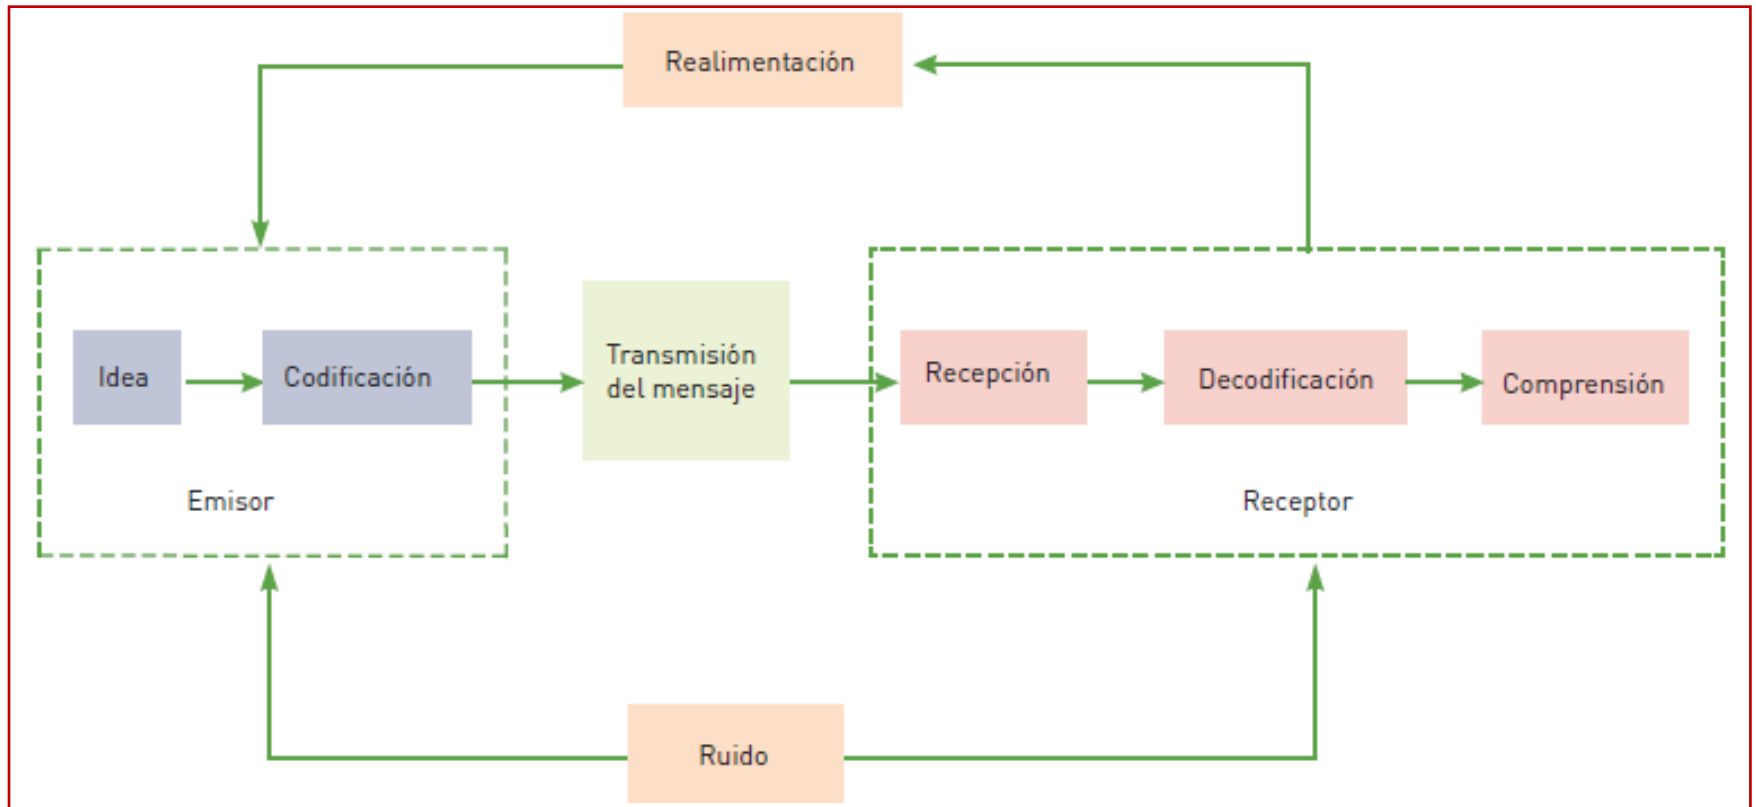 Realimentación
Idea
Codificación
Transmisión
del mensaje
Recepción
Decodificación
Comprensión
Emisor
Receptor
Ruido